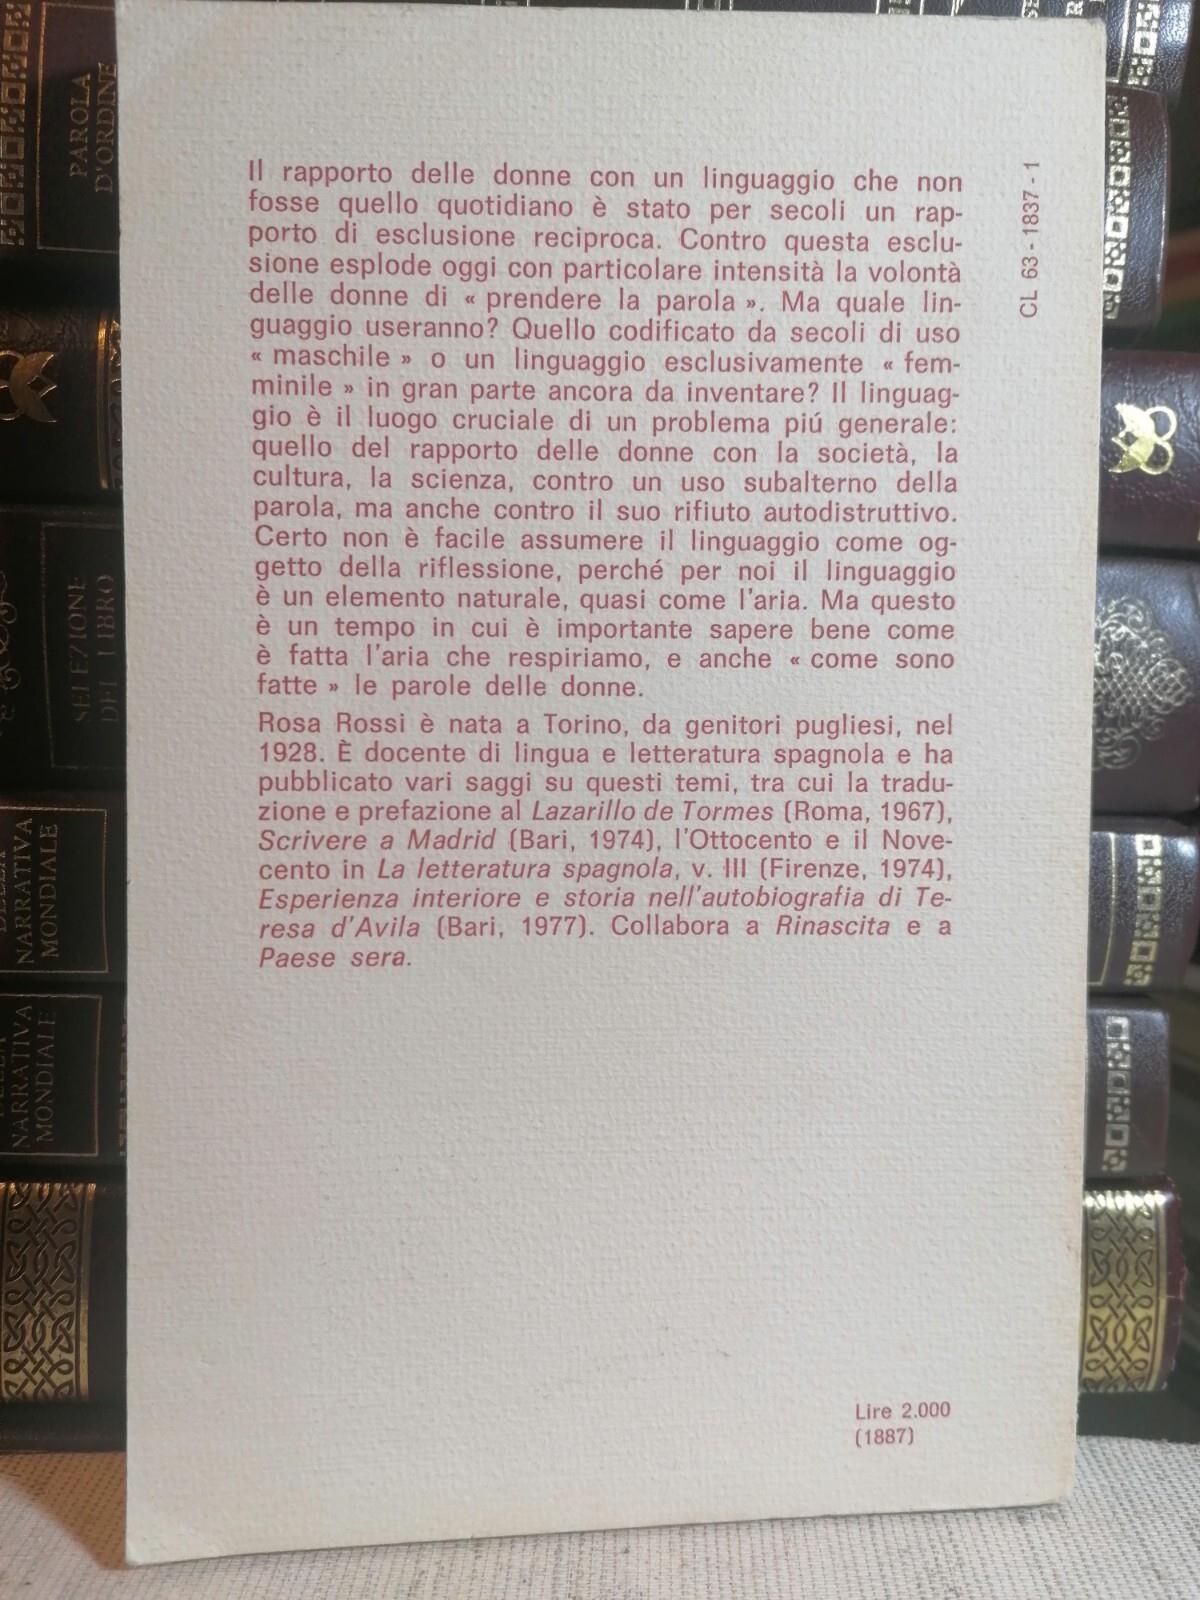 Il rapporto delle donne con un linguaggio che non
fosse quello quotidiano è stato per secoli un rap-
porto di esclusione reciproca. Contro questa esclu-
sione esplode oggi con particolare intensità la volontà
delle donne di « prendere la parola ». Ma quale lin-
guaggio useranno? Quello codificato da secoli di uso
« maschile » o un linguaggio esclusivamente « fem-
minile » in gran parte ancora da inventare? Il linguag-
gio è il luogo cruciale di un problema piú generale:
quello del rapporto delle donne con la società, la
cultura, la scienza, contro un uso subalterno della
parola, ma anche contro il suo rifiuto autodistruttivo.
Certo non è facile assumere il linguaggio come og-
getto della riflessione, perché per noi il linguaggio
è un elemento naturale, quasi come l'aria. Ma questo
è un tempo in cui è importante sapere bene come
è fatta l'aria che respiriamo, e anche « come sono
fatte » le parole delle donne.
Rosa Rossi è nata a Torino, da genitori pugliesi, nel
1928. È docente di lingua e letteratura spagnola e ha
pubblicato vari saggi su questi temi, tra cui la tradu-
zione e prefazione al Lazarillo de Tormes (Roma, 1967),
Scrivere a Madrid (Bari, 1974), l'Ottocento e il Nove-
cento in La letteratura spagnola, v. III (Firenze, 1974),
Esperienza interiore e storia nell'autobiografia di Te-
resa d'Avila (Bari, 1977). Collabora a Rinascita e a
Paese sera.
CL 63 - 1837 - 1
Lire 2.000
(1887)
PAROLA
D'ORDINE
SELEZIONE
DEL LIBRO
DELLA
NARRATIVA
MONDIALE
DELLA
NARRATIVA
MONDIALE